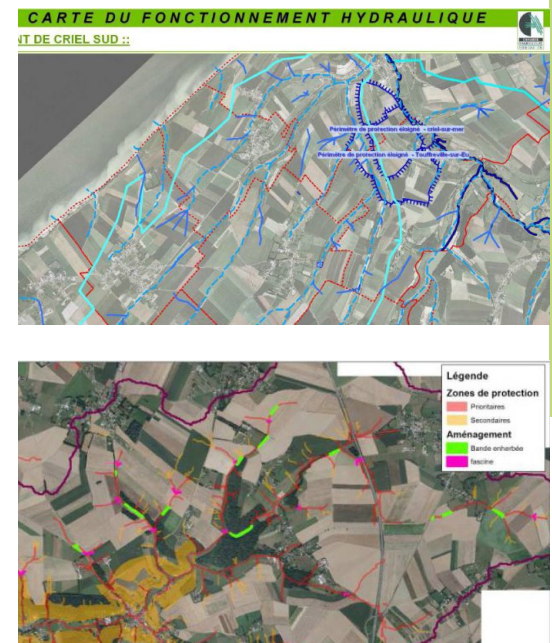 CARTE DU FONCTIONNEMENT HYDRAULIQUE
NT DE CRIEL SUD ::
Périmètre de protection éloigné - criel-sur-mer
Périmètre de protection éloigné - Touffreville-sur-Eu
Légende
Zones de protection
Prioritaires
Secondaires
Aménagement
Bande enherbée
fascine